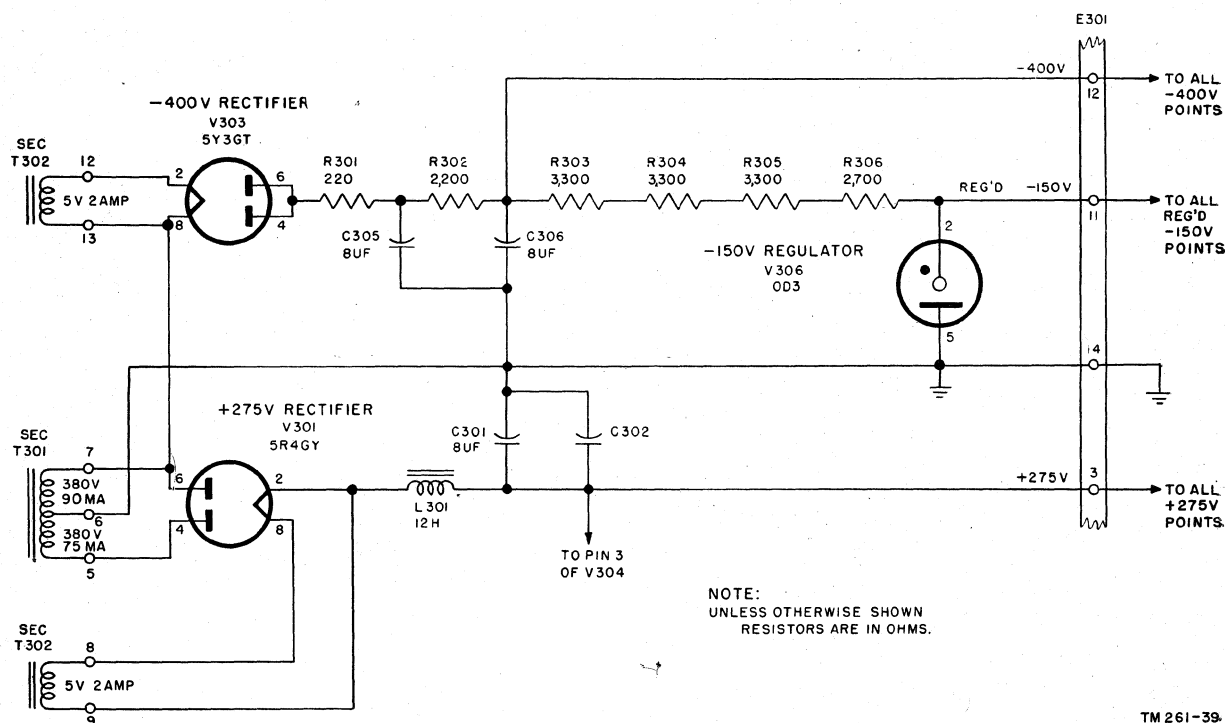 E301
-400V
12
TO ALL
-400V
POINTS
-400V RECTIFIER
V303
5Y3GT
SEC
T302
12
5V 2AMP
13
2
8
6
4
R301
220
R302
2,200
R303
3,300
R304
3,300
R305
3,300
R306
2,700
REG'D -150V
11
TO ALL
REG'D
-150V
POINTS
C305
8UF
C306
8UF
-150V REGULATOR
V306
OD3
2
5
14
+275V RECTIFIER
V301
5R4GY
SEC
T301
7
380V
90MA
6
380V
75MA
5
6
4
2
8
L301
12H
C301
8UF
C302
+275V
3
TO ALL
+275V
POINTS.
TO PIN 3
OF V304
NOTE:
UNLESS OTHERWISE SHOWN
RESISTORS ARE IN OHMS.
SEC
T302
8
5V 2AMP
9
TM 261-39